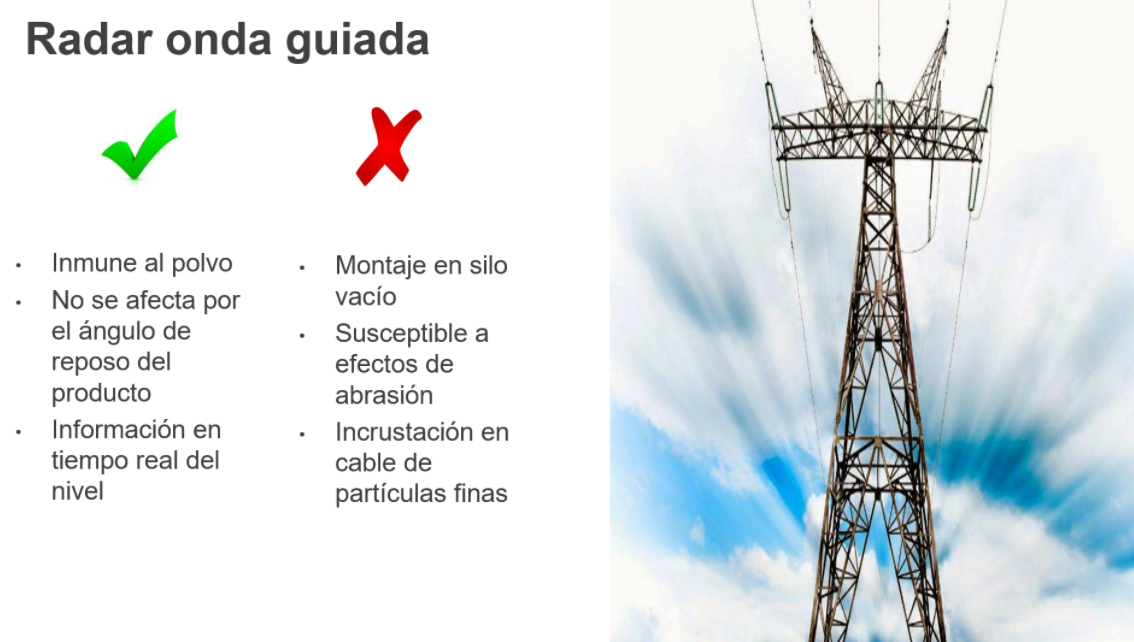 Radar onda guiada
• Inmune al polvo
• No se afecta por
el ángulo de
reposo del
producto
• Información en
tiempo real del
nivel
• Montaje en silo
vacío
• Susceptible a
efectos de
abrasión
• Incrustación en
cable de
partículas finas